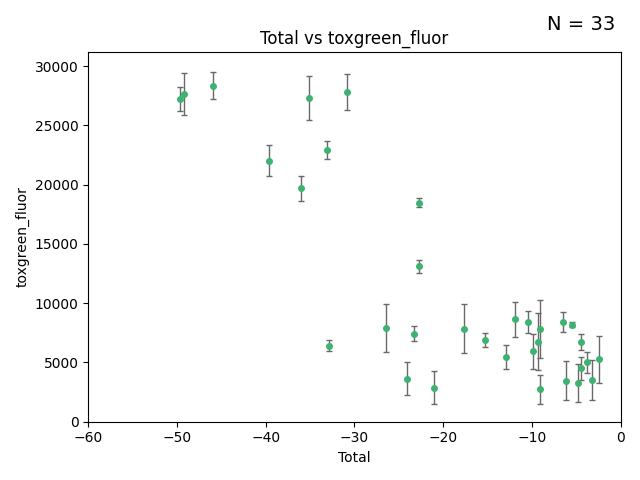 N = 33
Total vs toxgreen_fluor
toxgreen_fluor
30000
25000
20000
15000
10000
5000
0
−60 −50 −40 −30 −20 −10 0
Total